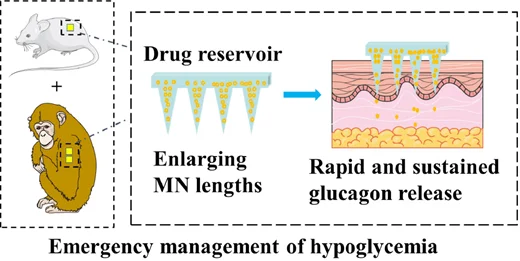 +
Drug reservoir
Enlarging
MN lengths
Rapid and sustained
glucagon release
Emergency management of hypoglycemia